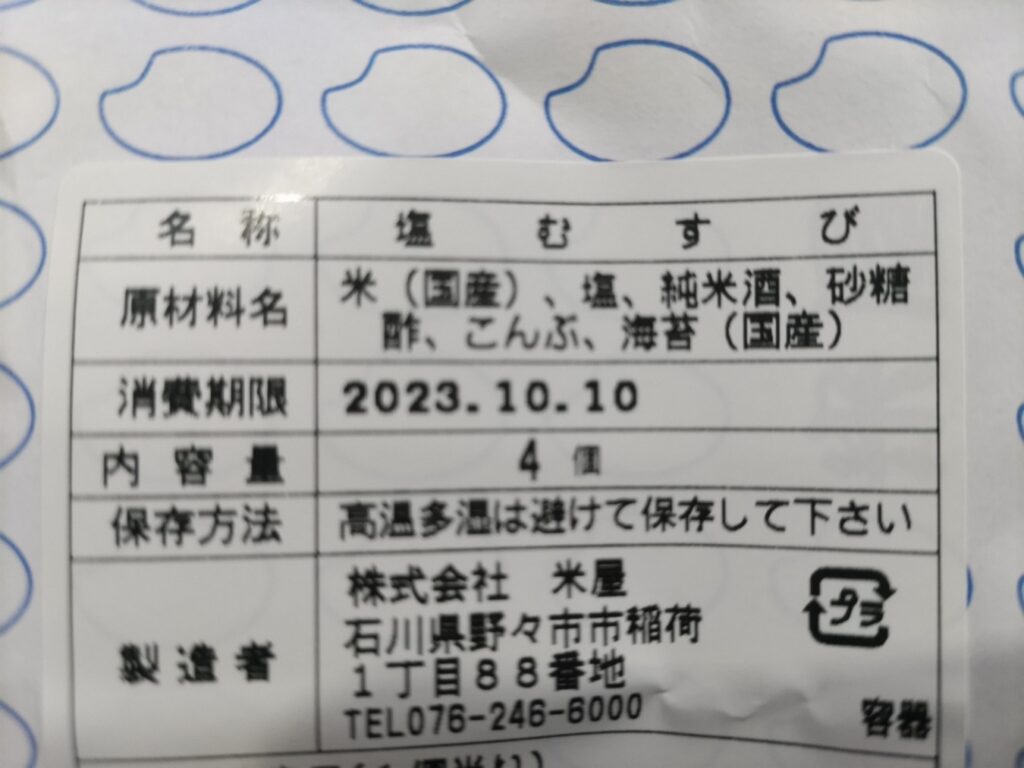 名称 塩むすび
原材料名 米（国産）、塩、純米酒、砂糖
酢、こんぶ、海苔（国産）
消費期限 2023.10.10
内容量 4個
保存方法 高温多湿は避けて保存して下さい
製造者 株式会社 米屋
石川県野々市市稲荷
1丁目88番地
TEL076-246-6000
プラ
容器